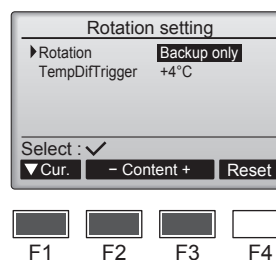 Rotation setting
Rotation Backup only
TempDifTrigger +4°C
Select :
▼Cur. − Content + Reset
F1 F2 F3 F4